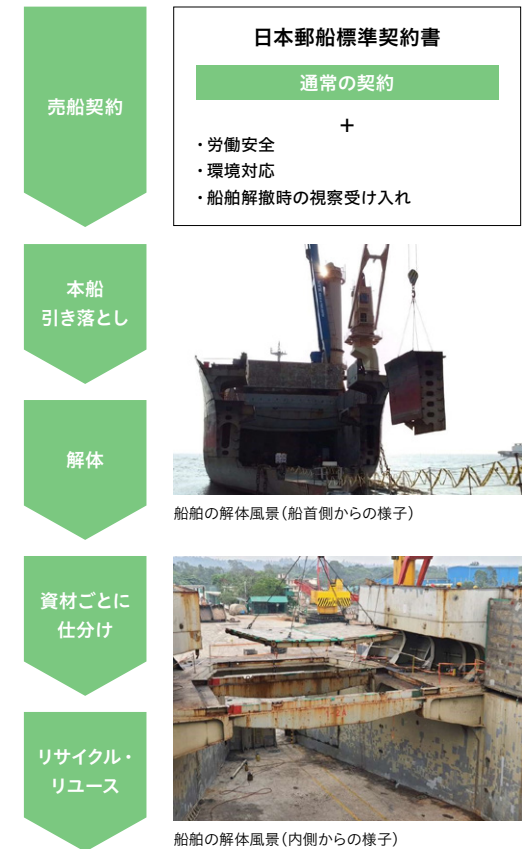 売船契約
日本郵船標準契約書
通常の契約
+
・労働安全
・環境対応
・船舶解撤時の視察受け入れ
本船
引き落とし
解体
船舶の解体風景（船首側からの様子）
資材ごとに
仕分け
リサイクル・
リユース
船舶の解体風景（内側からの様子）